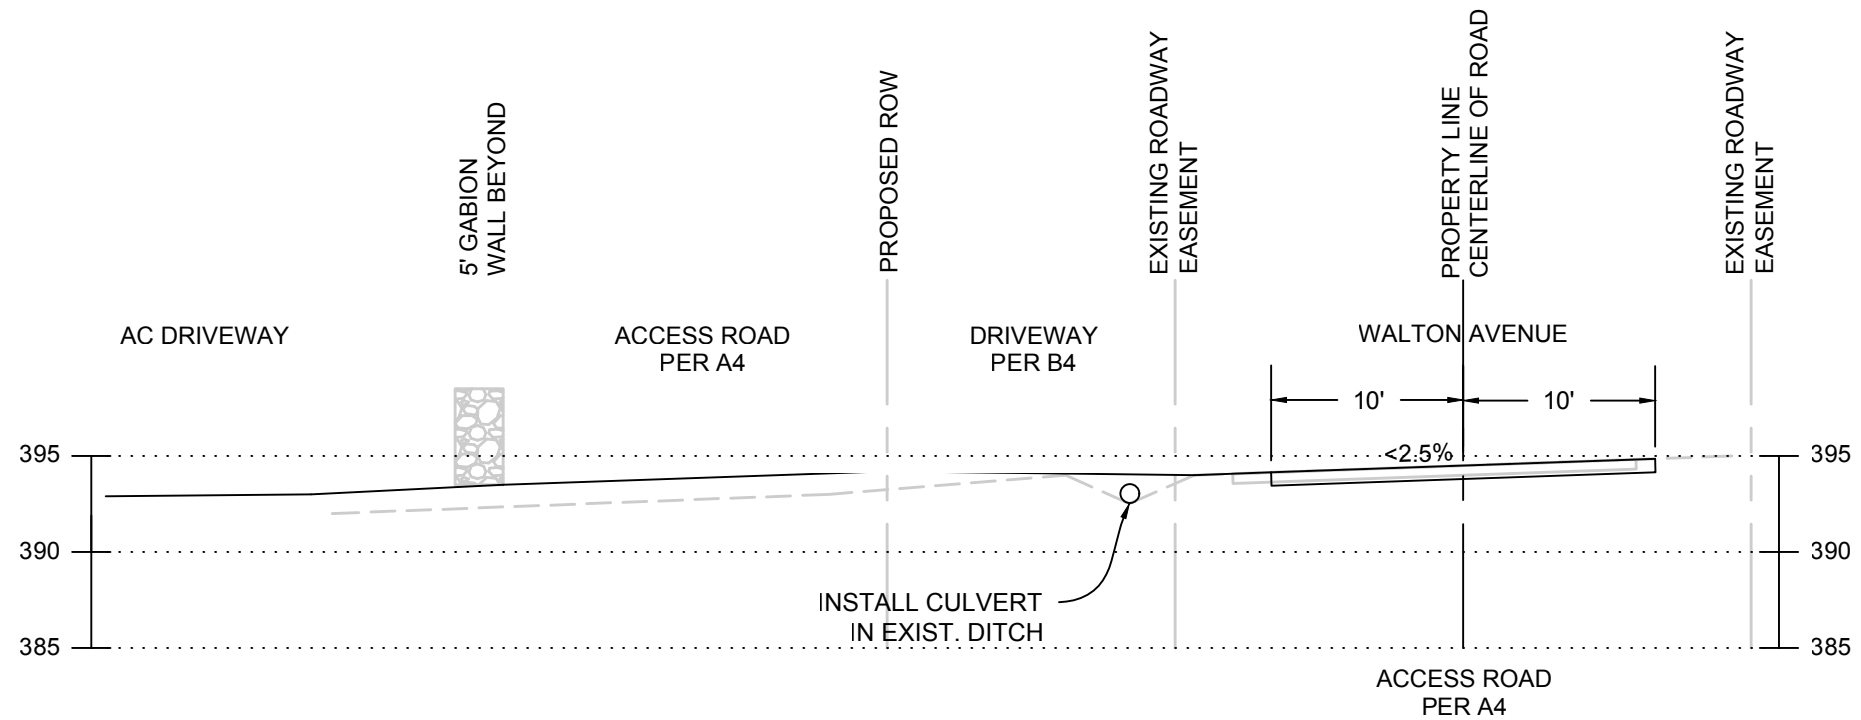 5' GABION
WALL BEYOND
PROPOSED ROW
EXISTING ROADWAY
EASEMENT
PROPERTY LINE
CENTERLINE OF ROAD
EXISTING ROADWAY
EASEMENT
AC DRIVEWAY
ACCESS ROAD
PER A4
DRIVEWAY
PER B4
WALTON AVENUE
10'
10'
<2.5%
395
395
390
390
INSTALL CULVERT
IN EXIST. DITCH
385
385
ACCESS ROAD
PER A4